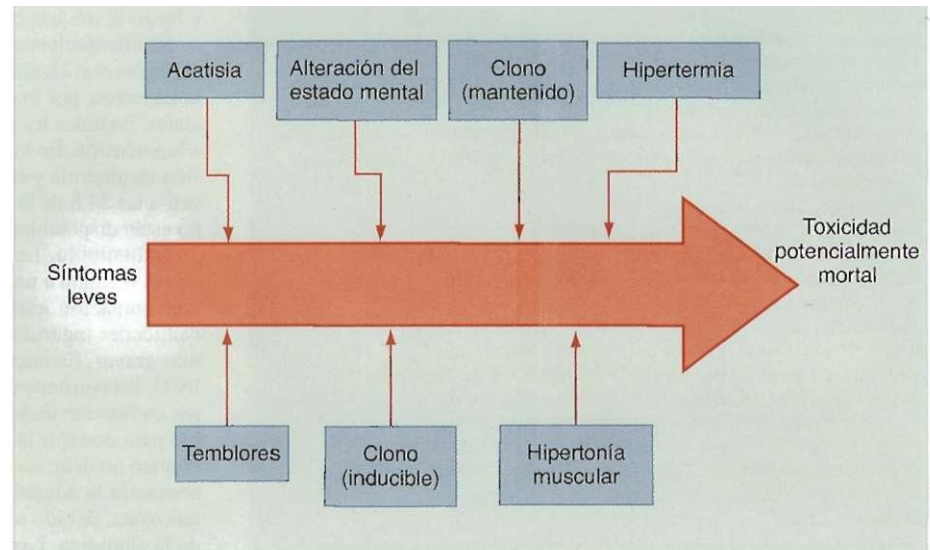 Acatisia
Alteración del
estado mental
Clono
(mantenido)
Hipertermia
Síntomas
leves
Toxicidad
potencialmente
mortal
Temblores
Clono
(inducible)
Hipertonía
muscular